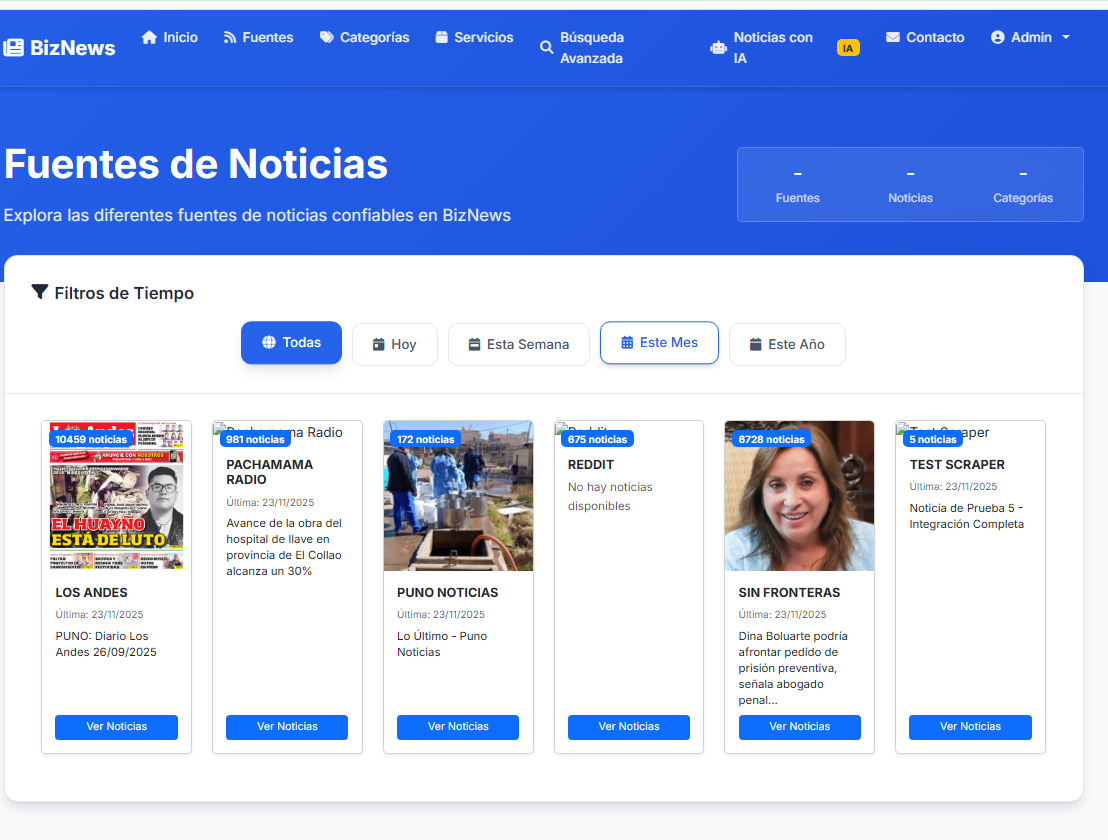 BizNews
Inicio
Fuentes
Categorías
Servicios
Búsqueda
Avanzada
Noticias con
IA
IA
Contacto
Admin
Fuentes de Noticias
Explora las diferentes fuentes de noticias confiables en BizNews
-
Fuentes
-
Noticias
-
Categorías
Filtros de Tiempo
Todas
Hoy
Esta Semana
Este Mes
Este Año
10459 noticias
ANUNCIE CON NOSOTROS
EL HUAYÑO
ESTÁ DE LUTO
LOS ANDES
Última: 23/11/2025
PUNO: Diario Los
Andes 26/09/2025
Ver Noticias
Radio
981 noticias
PACHAMAMA
RADIO
Última: 23/11/2025
Avance de la obra del
hospital de Ilave en
provincia de El Collao
alcanza un 30%
Ver Noticias
172 noticias
PUNO NOTICIAS
Última: 23/11/2025
Lo Último - Puno
Noticias
Ver Noticias
675 noticias
REDDIT
No hay noticias
disponibles
Ver Noticias
6728 noticias
SIN FRONTERAS
Última: 23/11/2025
Dina Boluarte podría
afrontar pedido de
prisión preventiva,
señala abogado
penal...
Ver Noticias
5 noticias
TEST SCRAPER
Última: 23/11/2025
Noticia de Prueba 5 -
Integración Completa
Ver Noticias